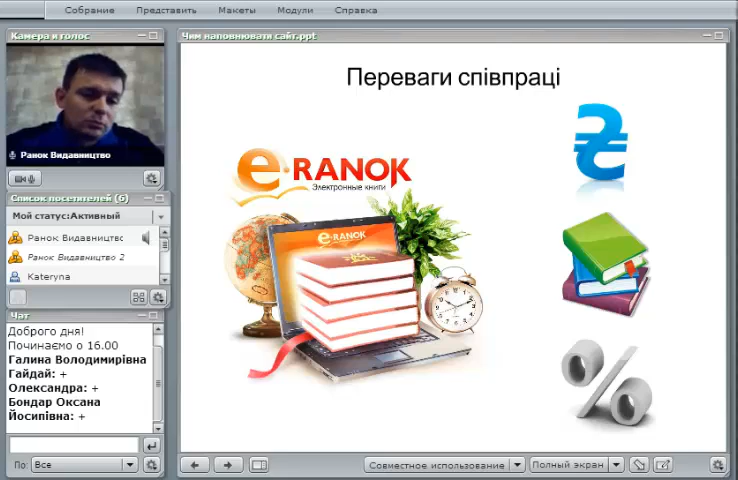 Собрание Представить Макеты Модули Справка
Камера и голос
Ранок Видавництво
Список посетителей (6)
Мой статус:Активный
Ранок Видавництво
Ранок Видавництво 2
Kateryna
Чат
Доброго дня!
Починаємо о 16.00
Галина Володимирівна
Гайдай: +
Олександра: +
Бондар Оксана
Йосипівна: +
По: Все
Чим наповнювати сайт.ppt
Переваги співпраці
e·RANOK
Электронные книги
e·RANOK
Совместное использование
Полный экран